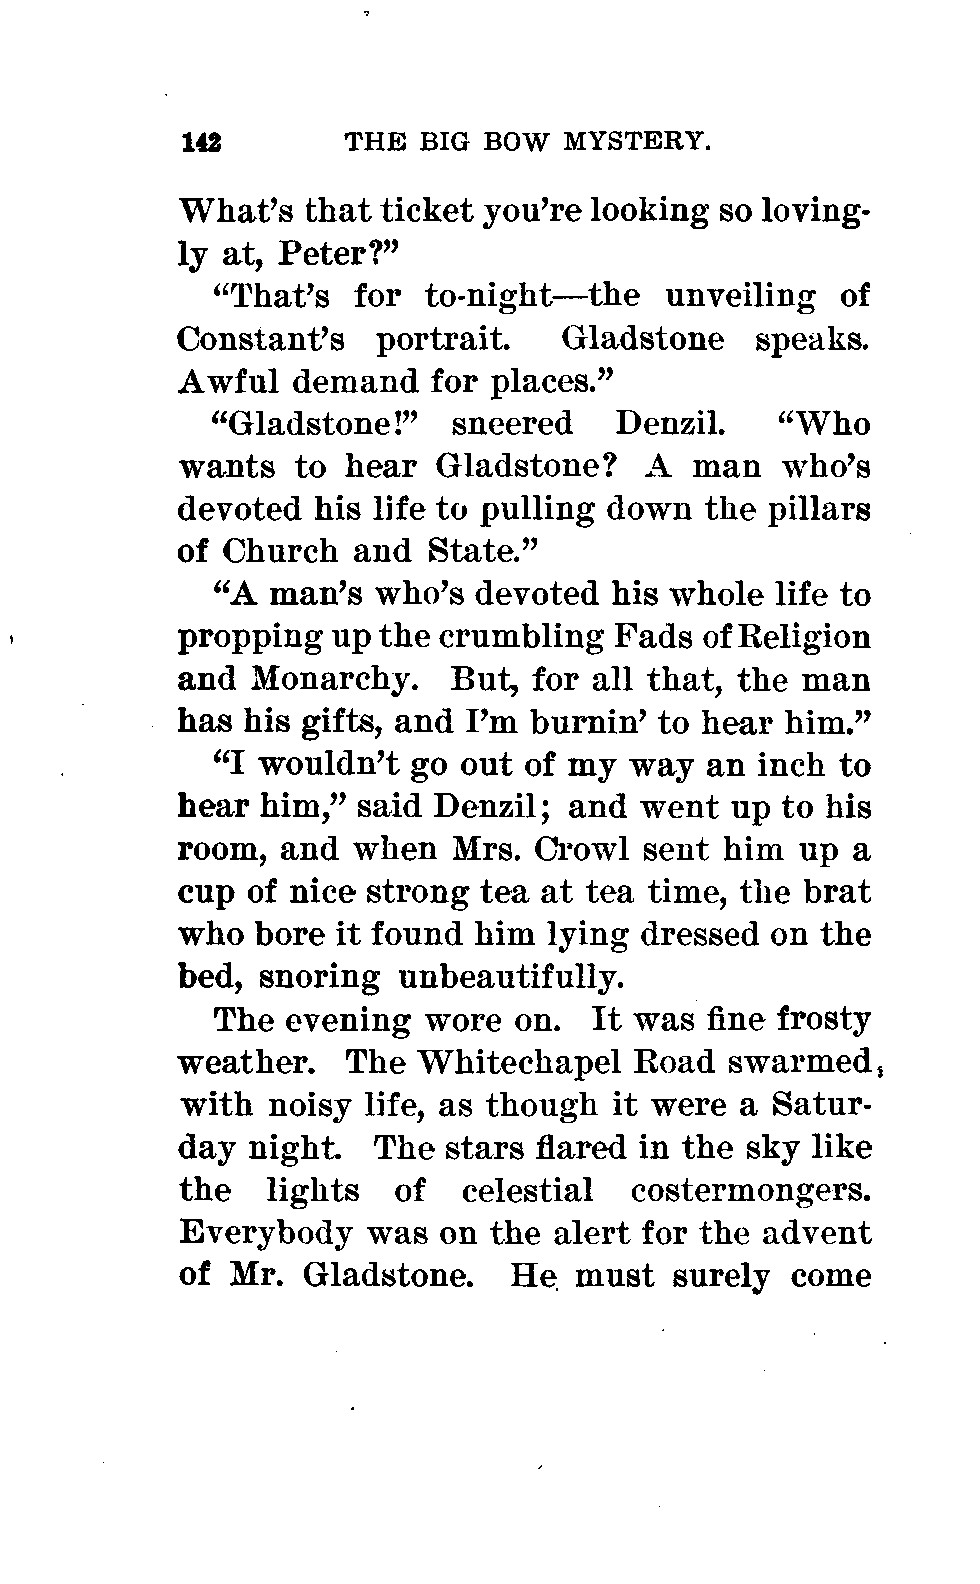 142 THE BIG BOW MYSTERY.
What's that ticket you're looking so loving-
ly at, Peter?"
"That's for to-night—the unveiling of
Constant's portrait. Gladstone speaks.
Awful demand for places."
"Gladstone!" sneered Denzil. "Who
wants to hear Gladstone? A man who's
devoted his life to pulling down the pillars
of Church and State."
"A man's who's devoted his whole life to
propping up the crumbling Fads of Religion
and Monarchy. But, for all that, the man
has his gifts, and I'm burnin' to hear him."
"I wouldn't go out of my way an inch to
hear him," said Denzil; and went up to his
room, and when Mrs. Crowl sent him up a
cup of nice strong tea at tea time, the brat
who bore it found him lying dressed on the
bed, snoring unbeautifully.
The evening wore on. It was fine frosty
weather. The Whitechapel Road swarmed,
with noisy life, as though it were a Satur-
day night. The stars flared in the sky like
the lights of celestial costermongers.
Everybody was on the alert for the advent
of Mr. Gladstone. He must surely come